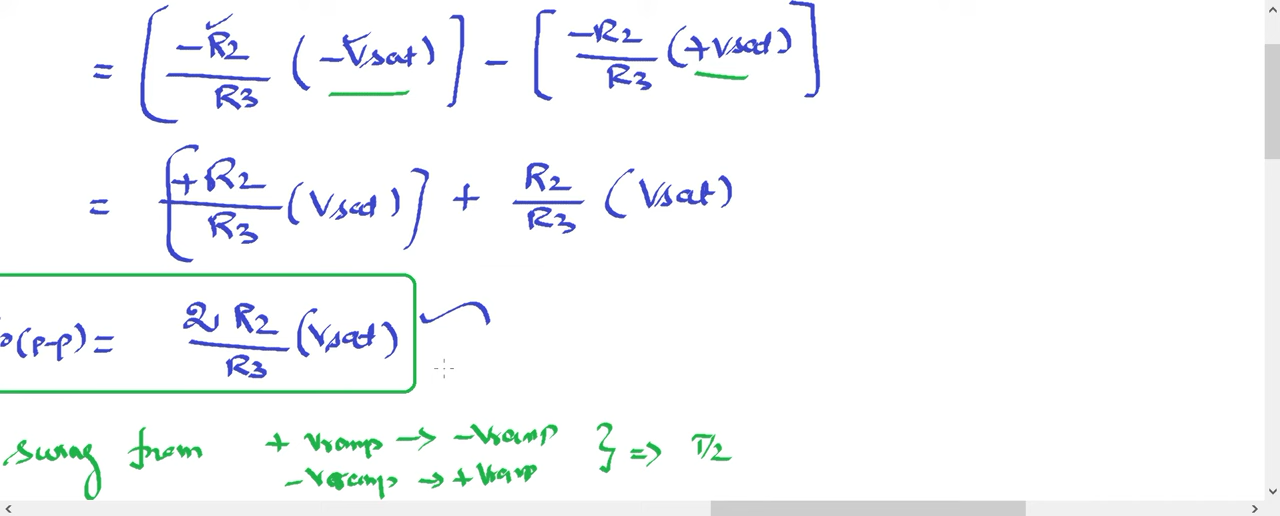 = [ -R2/R3 (-Vsat) ] - [ -R2/R3 (+Vsat) ]
= [ +R2/R3 (Vsat) ] + R2/R3 (Vsat)
o(p-p) = 2 R2/R3 (Vsat)
swing from + Vramp → -Vramp } => T/2
-Vramp → +Vramp